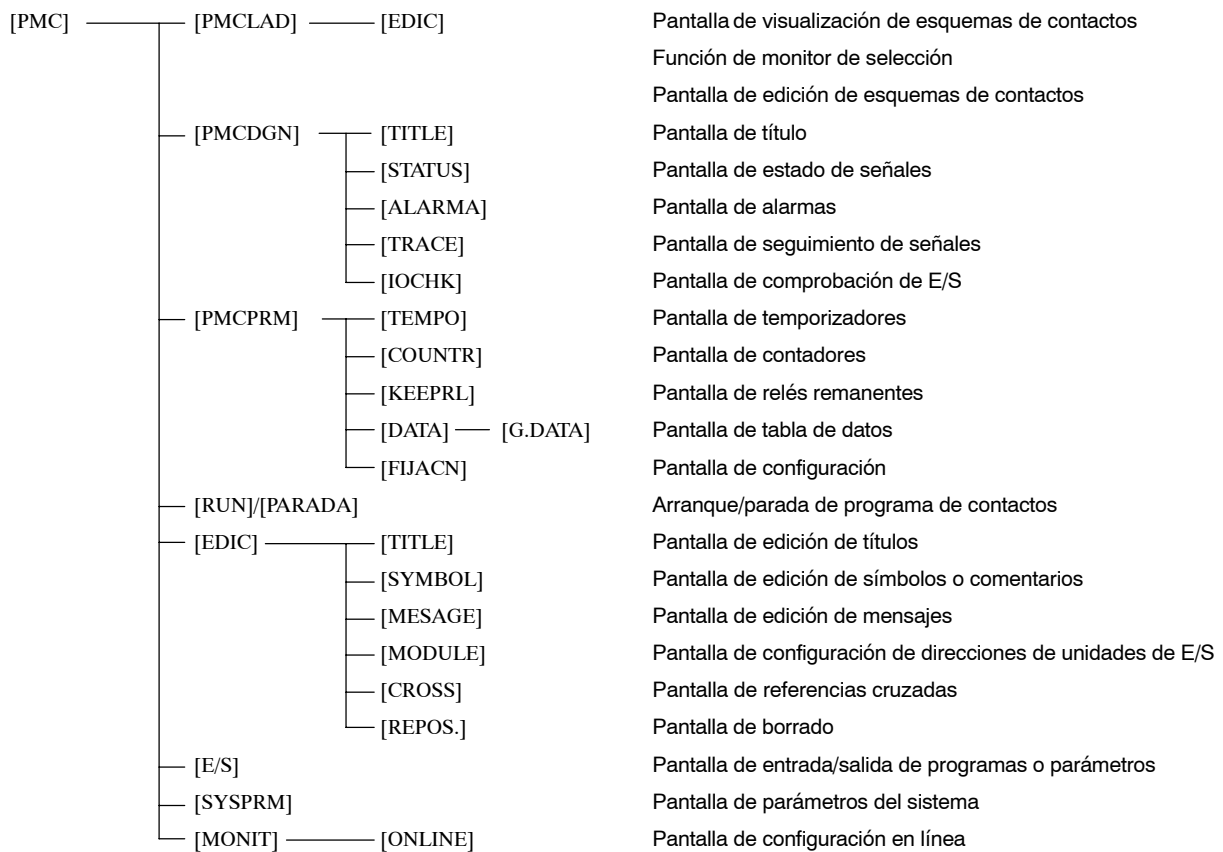 [PMC] [PMCLAD] [EDIC] Pantalla de visualización de esquemas de contactos
Función de monitor de selección
Pantalla de edición de esquemas de contactos
[PMCDGN] [TITLE] Pantalla de título
[STATUS] Pantalla de estado de señales
[ALARMA] Pantalla de alarmas
[TRACE] Pantalla de seguimiento de señales
[IOCHK] Pantalla de comprobación de E/S
[PMCPRM] [TEMPO] Pantalla de temporizadores
[COUNTR] Pantalla de contadores
[KEEPRL] Pantalla de relés remanentes
[DATA] [G.DATA] Pantalla de tabla de datos
[FIJACN] Pantalla de configuración
[RUN]/[PARADA] Arranque/parada de programa de contactos
[EDIC] [TITLE] Pantalla de edición de títulos
[SYMBOL] Pantalla de edición de símbolos o comentarios
[MESAGE] Pantalla de edición de mensajes
[MODULE] Pantalla de configuración de direcciones de unidades de E/S
[CROSS] Pantalla de referencias cruzadas
[REPOS.] Pantalla de borrado
[E/S] Pantalla de entrada/salida de programas o parámetros
[SYSPRM] Pantalla de parámetros del sistema
[MONIT] [ONLINE] Pantalla de configuración en línea